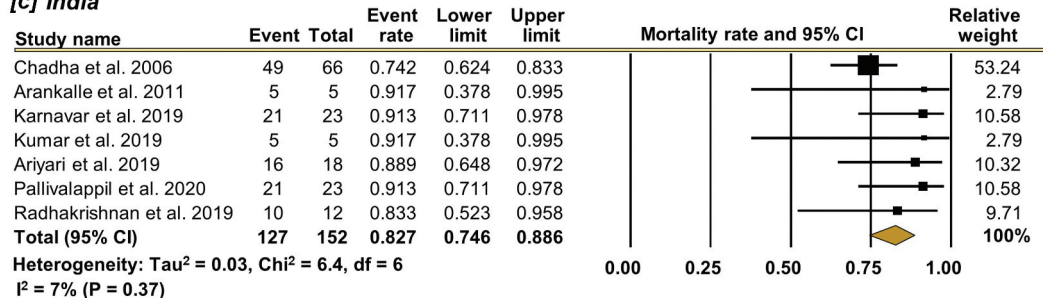 [c] India
Study name Event Total Event rate Lower limit Upper limit Mortality rate and 95% CI Relative weight
Chadha et al. 2006 49 66 0.742 0.624 0.833 53.24
Arankalle et al. 2011 5 5 0.917 0.378 0.995 2.79
Karnavar et al. 2019 21 23 0.913 0.711 0.978 10.58
Kumar et al. 2019 5 5 0.917 0.378 0.995 2.79
Ariyari et al. 2019 16 18 0.889 0.648 0.972 10.32
Pallivalappil et al. 2020 21 23 0.913 0.711 0.978 10.58
Radhakrishnan et al. 2019 10 12 0.833 0.523 0.958 9.71
Total (95% CI) 127 152 0.827 0.746 0.886 100%
Heterogeneity: Tau² = 0.03, Chi² = 6.4, df = 6
0.00 0.25 0.50 0.75 1.00
I² = 7% (P = 0.37)